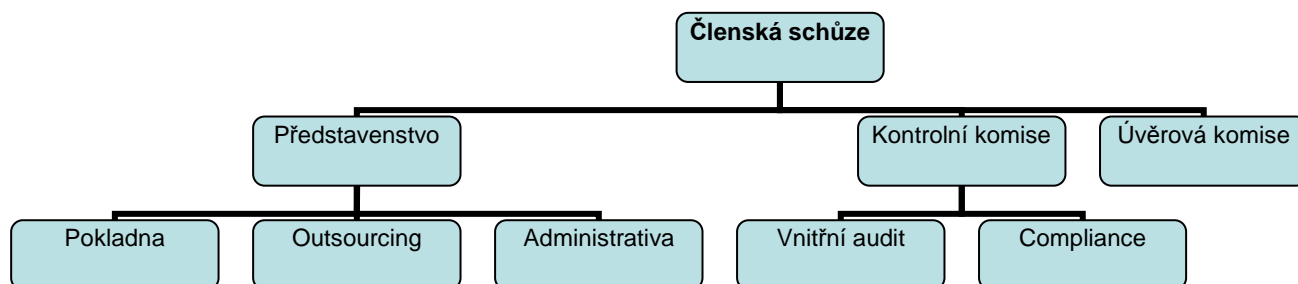 Členská schůze
Představenstvo
Kontrolní komise
Úvěrová komise
Pokladna
Outsourcing
Administrativa
Vnitřní audit
Compliance